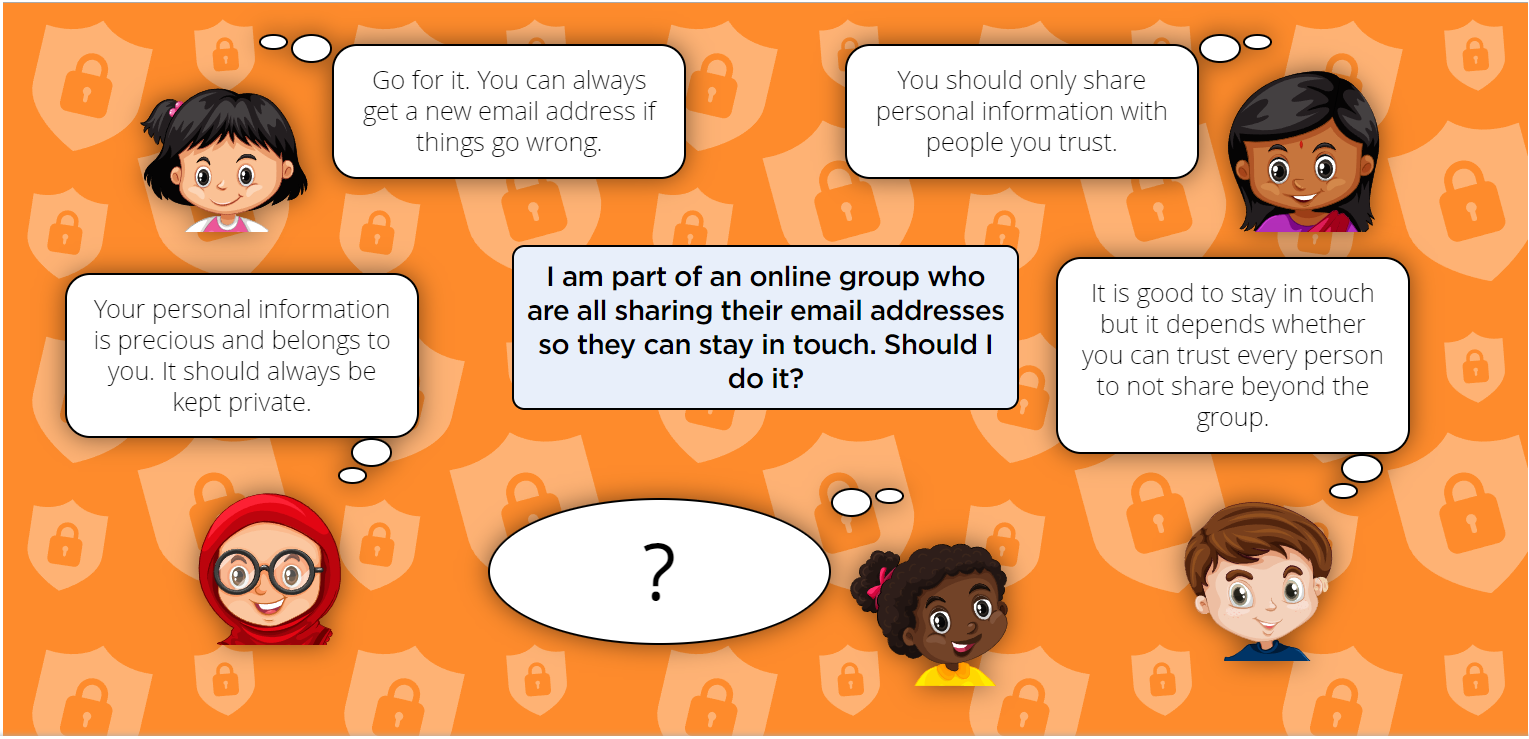 Go for it. You can always
get a new email address if
things go wrong.
You should only share
personal information with
people you trust.
Your personal information
is precious and belongs to
you. It should always be
kept private.
I am part of an online group who
are all sharing their email addresses
so they can stay in touch. Should I
do it?
It is good to stay in touch
but it depends whether
you can trust every person
to not share beyond the
group.
?